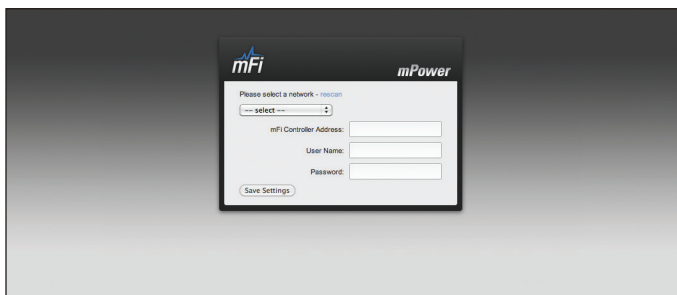 mFi
mPower
Please select a network - rescan
-- select --
mFi Controller Address:
User Name:
Password:
Save Settings